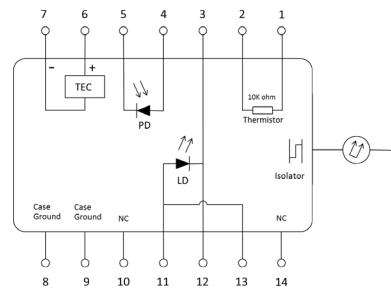 7 6 5 4 3 2 1
- +
TEC
PD
10K ohm
Thermistor
Isolator
LD
Case
Ground
Case
Ground
NC
NC
8 9 10 11 12 13 14